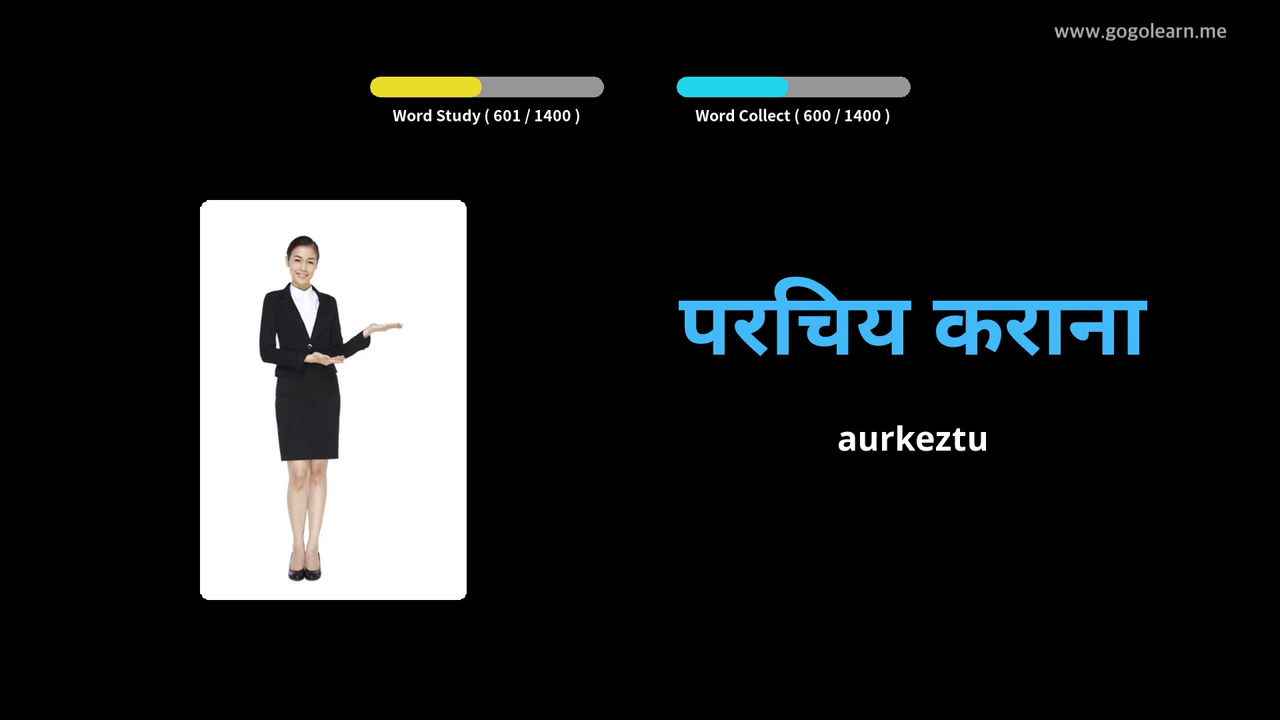 www.gogolearn.me
Word Study ( 601 / 1400 )
Word Collect ( 600 / 1400 )
परिचय कराना
aurkeztu